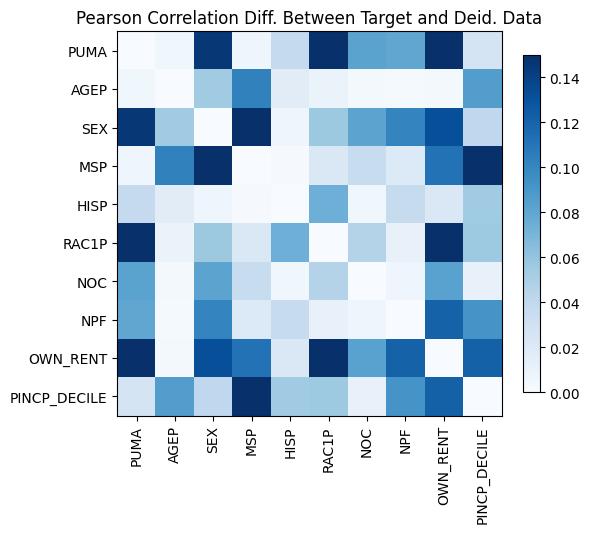 Pearson Correlation Diff. Between Target and Deid. Data
PUMA
AGEP
SEX
MSP
HISP
RAC1P
NOC
NPF
OWN_RENT
PINCP_DECILE
0.14
0.12
0.10
0.08
0.06
0.04
0.02
0.00
PUMA
AGEP
SEX
MSP
HISP
RAC1P
NOC
NPF
OWN_RENT
PINCP_DECILE